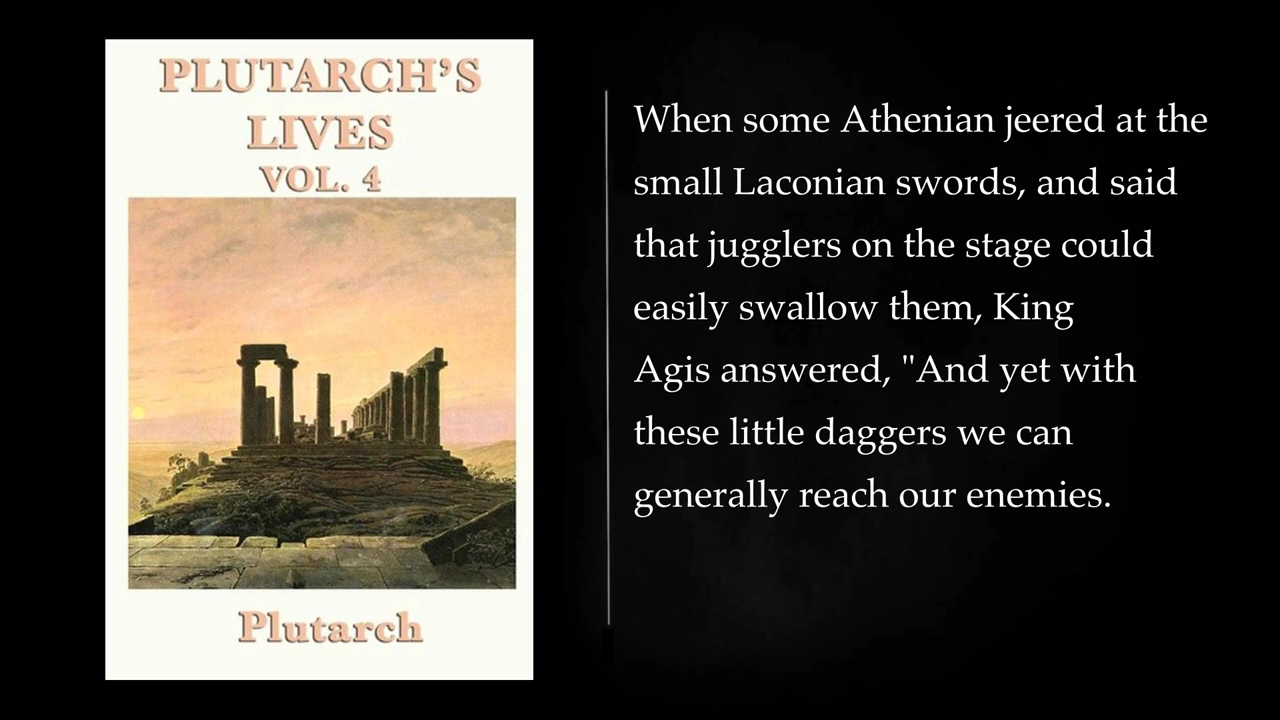 PLUTARCH'S
LIVES
VOL. 4
Plutarch
When some Athenian jeered at the
small Laconian swords, and said
that jugglers on the stage could
easily swallow them, King
Agis answered, "And yet with
these little daggers we can
generally reach our enemies.